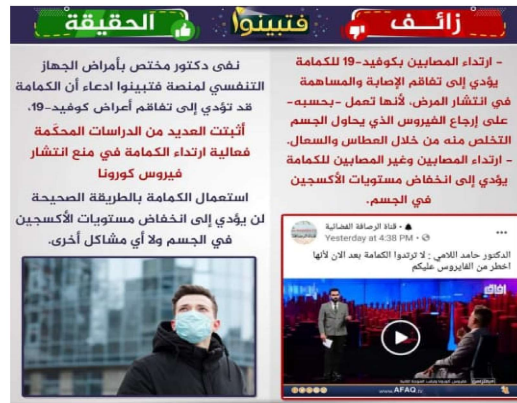 زائــف
فتبينوا
الحقيقة
- ارتداء المصابين بكوفيد-19 للكمامة
يؤدي إلى تفاقم الإصابة والمساهمة
في انتشار المرض، لأنها تعمل -بحسبه-
على إرجاع الفيروس الذي يحاول الجسم
التخلص منه من خلال العطاس والسعال.
- ارتداء المصابين وغير المصابين للكمامة
يؤدي إلى انخفاض مستويات الأكسجين
في الجسم.
قناة الرصافة الفضائية
Yesterday at 4:38 PM
الدكتور حامد اللامي : لا ترتدوا الكمامة بعد الان لأنها
اخطر من الفايروس عليكم
آفاق
www.AFAQ.tv
نفى دكتور مختص بأمراض الجهاز
التنفسي لمنصة فتبينوا ادعاء أن الكمامة
قد تؤدي إلى تفاقم أعراض كوفيد-19.
أثبتت العديد من الدراسات المحكّمة
فعالية ارتداء الكمامة في منع انتشار
فيروس كورونا
استعمال الكمامة بالطريقة الصحيحة
لن يؤدي إلى انخفاض مستويات الأكسجين
في الجسم ولا أي مشاكل أخرى.